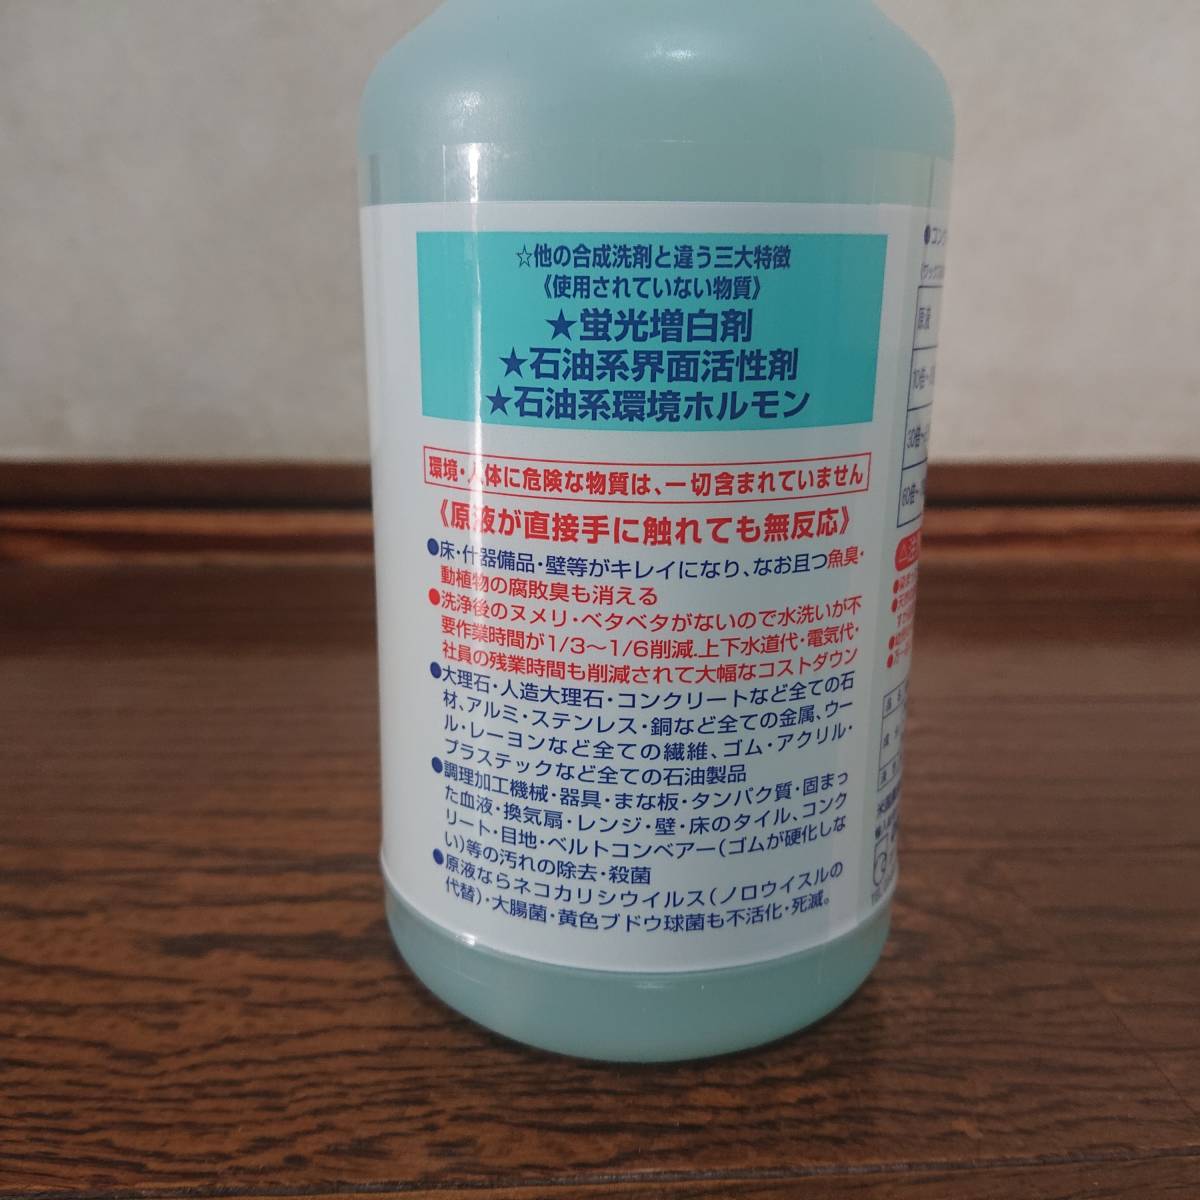 ☆他の合成洗剤と違う三大特徴
《使用されていない物質》
★蛍光増白剤
★石油系界面活性剤
★石油系環境ホルモン
環境・人体に危険な物質は、一切含まれていません
《原液が直接手に触れても無反応》
●床・什器備品・壁等がキレイになり、なお且つ魚臭・
動植物の腐敗臭も消える
●洗浄後のヌメリ・ベタベタがないので水洗いが不
要作業時間が1/3〜1/6削減.上下水道代・電気代・
社員の残業時間も削減されて大幅なコストダウン
●大理石・人造大理石・コンクリートなど全ての石
材、アルミ・ステンレス・銅など全ての金属、ウー
ル・レーヨンなど全ての繊維、ゴム・アクリル・
プラステックなど全ての石油製品
●調理加工機械・器具・まな板・タンパク質・固まっ
た血液・換気扇・レンジ・壁・床のタイル、コンク
リート・目地・ベルトコンベアー(ゴムが硬化しな
い)等の汚れの除去・殺菌
●原液ならネコカリシウイルス(ノロウイスルの
代替)・大腸菌・黄色ブドウ球菌も不活化・死滅。
●コン
原液
10倍〜
30倍〜
60倍〜